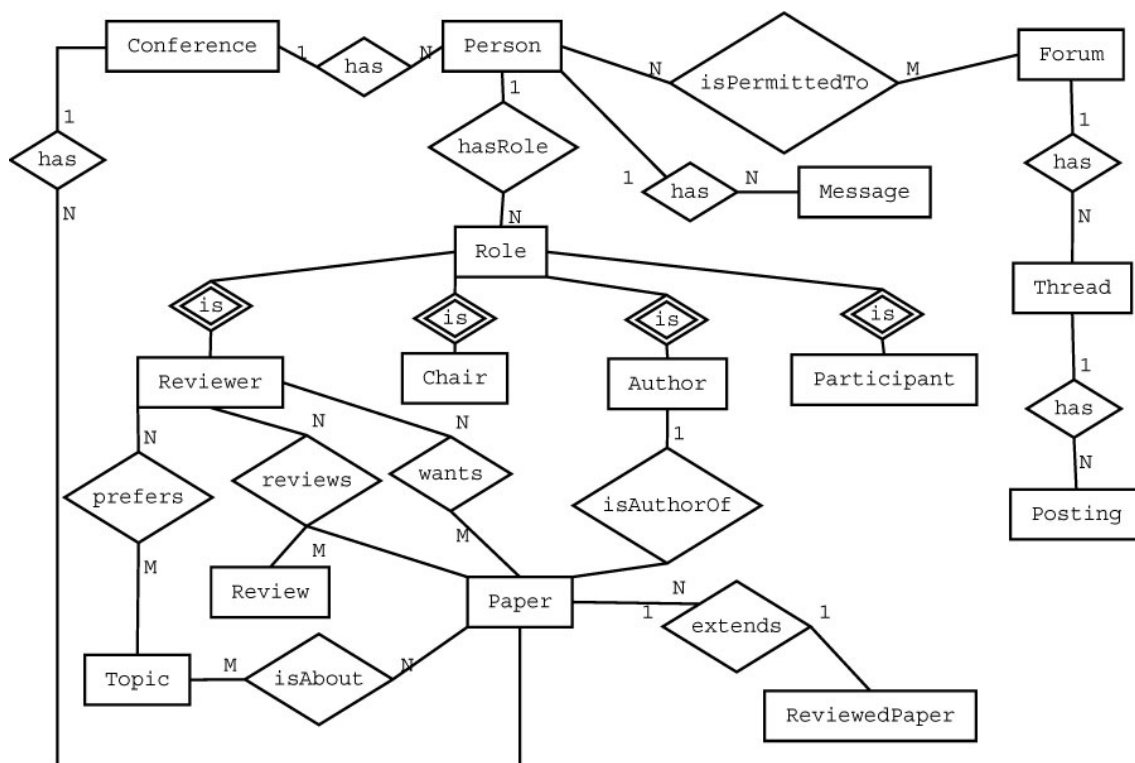 Conference
1
has
N
Person
N
isPermittedTo
M
Forum
1
has
N
1
hasRole
N
1
has
N
Message
1
has
N
Role
is
is
is
is
Thread
Reviewer
Chair
Author
Participant
1
has
N
N
prefers
M
N
reviews
M
N
wants
M
1
isAuthorOf
N
Posting
Review
Paper
1
extends
1
Topic
M
isAbout
N
ReviewedPaper